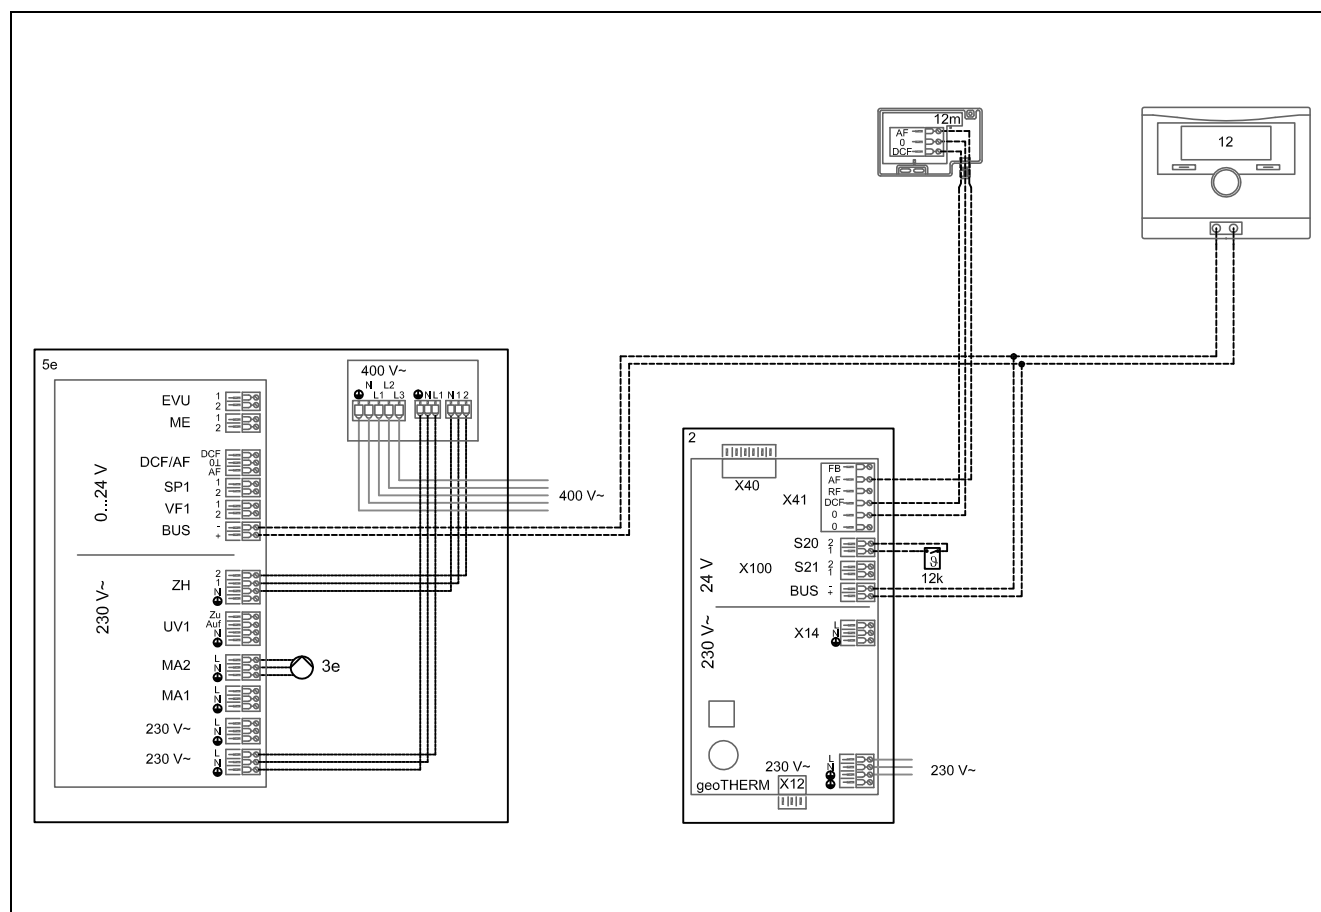 12m
AF
0
DCF
12
5e
400 V~
N L2
L1 L3 N L1 N 1 2
EVU 1
2
ME 1
2
DCF/AF DCF
0⊥
AF
SP1 1
2
VF1 1
2
BUS -
+
0...24 V
400 V~
230 V~
ZH 2
1
N
UV1 Zu
Auf
N
MA2 L
N
3e
MA1 L
N
230 V~ L
N
230 V~ L
N
2
X40
X41
FB
AF
RF
DCF
0
0
24 V
X100
S20 2
1
S21 2
1
BUS -
+
ϑ
12k
230 V~
X14 L
N
230 V~ L
N
230 V~
geoTHERM X12